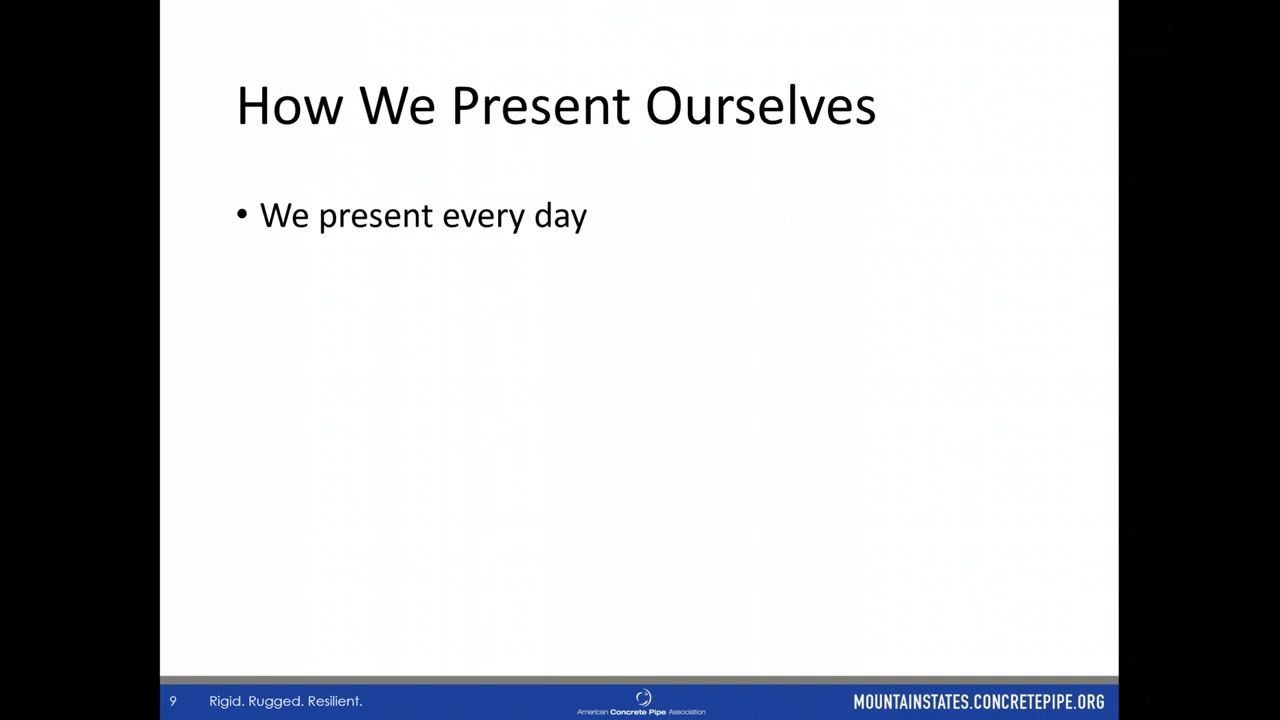 How We Present Ourselves
• We present every day
9 Rigid. Rugged. Resilient.
American Concrete Pipe Association
MOUNTAINSTATES.CONCRETEPIPE.ORG